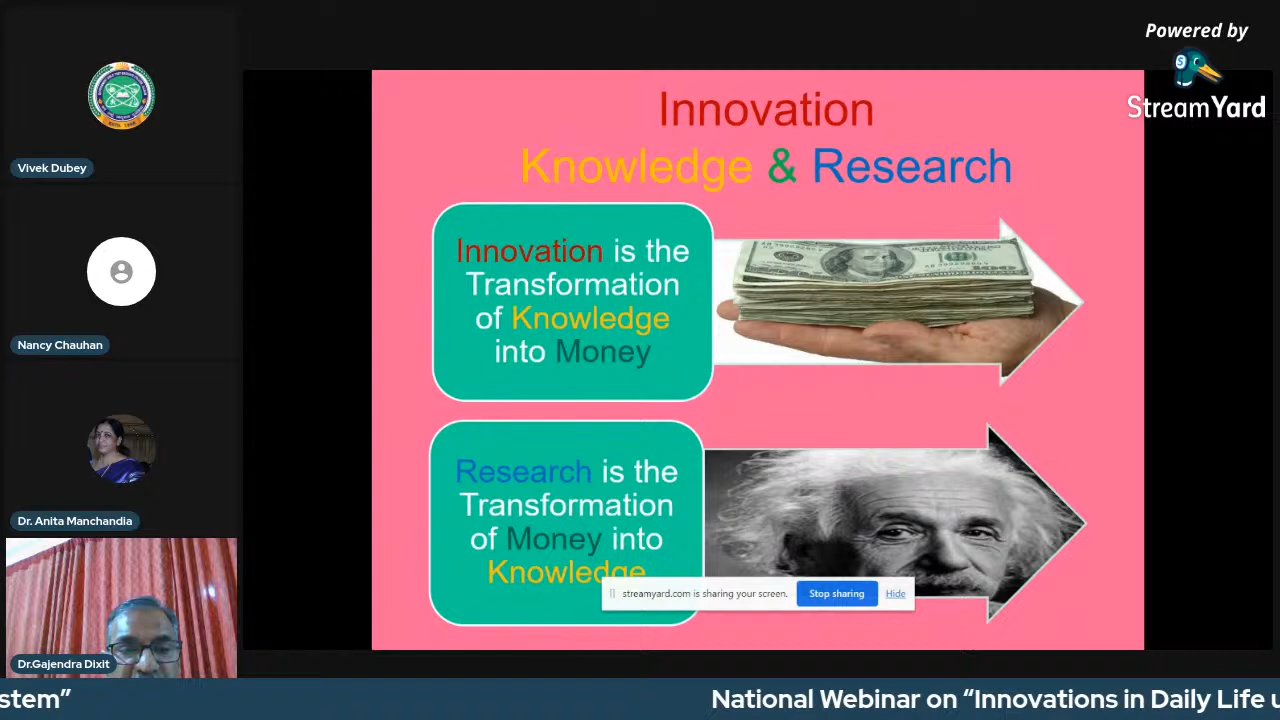 Powered by
StreamYard
Vivek Dubey
Nancy Chauhan
Dr. Anita Manchandia
Dr.Gajendra Dixit
Innovation
Knowledge & Research
Innovation is the
Transformation
of Knowledge
into Money
100
Research is the
Transformation
of Money into
Knowledge
streamyard.com is sharing your screen.
Stop sharing
Hide
stem”
National Webinar on “Innovations in Daily Life u